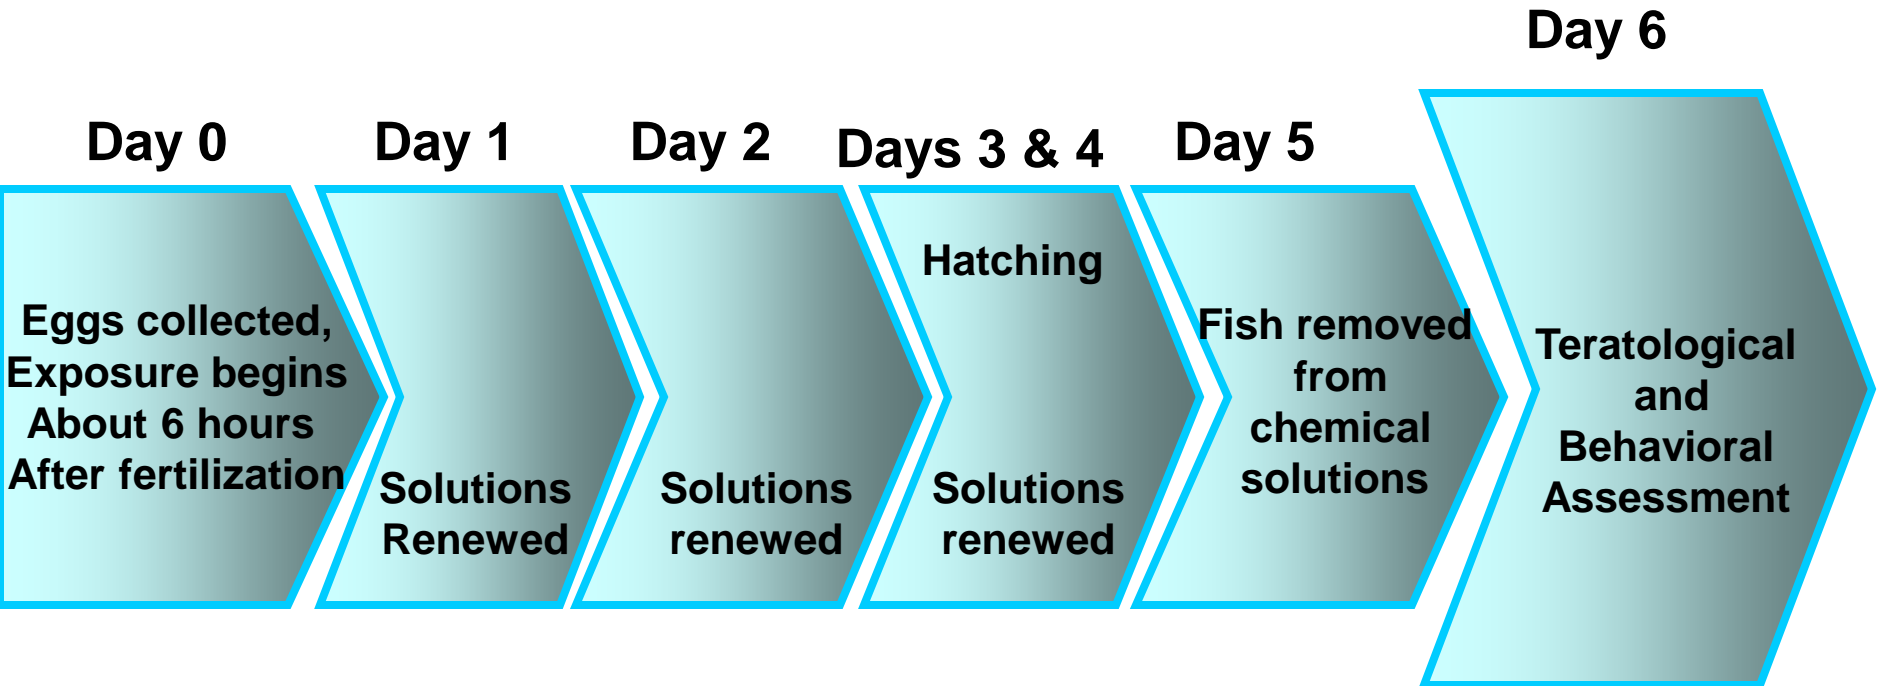 Day 0
Eggs collected,
Exposure begins
About 6 hours
After fertilization
Day 1
Solutions
Renewed
Day 2
Solutions
renewed
Days 3 & 4
Hatching
Solutions
renewed
Day 5
Fish removed
from
chemical
solutions
Day 6
Teratological
and
Behavioral
Assessment